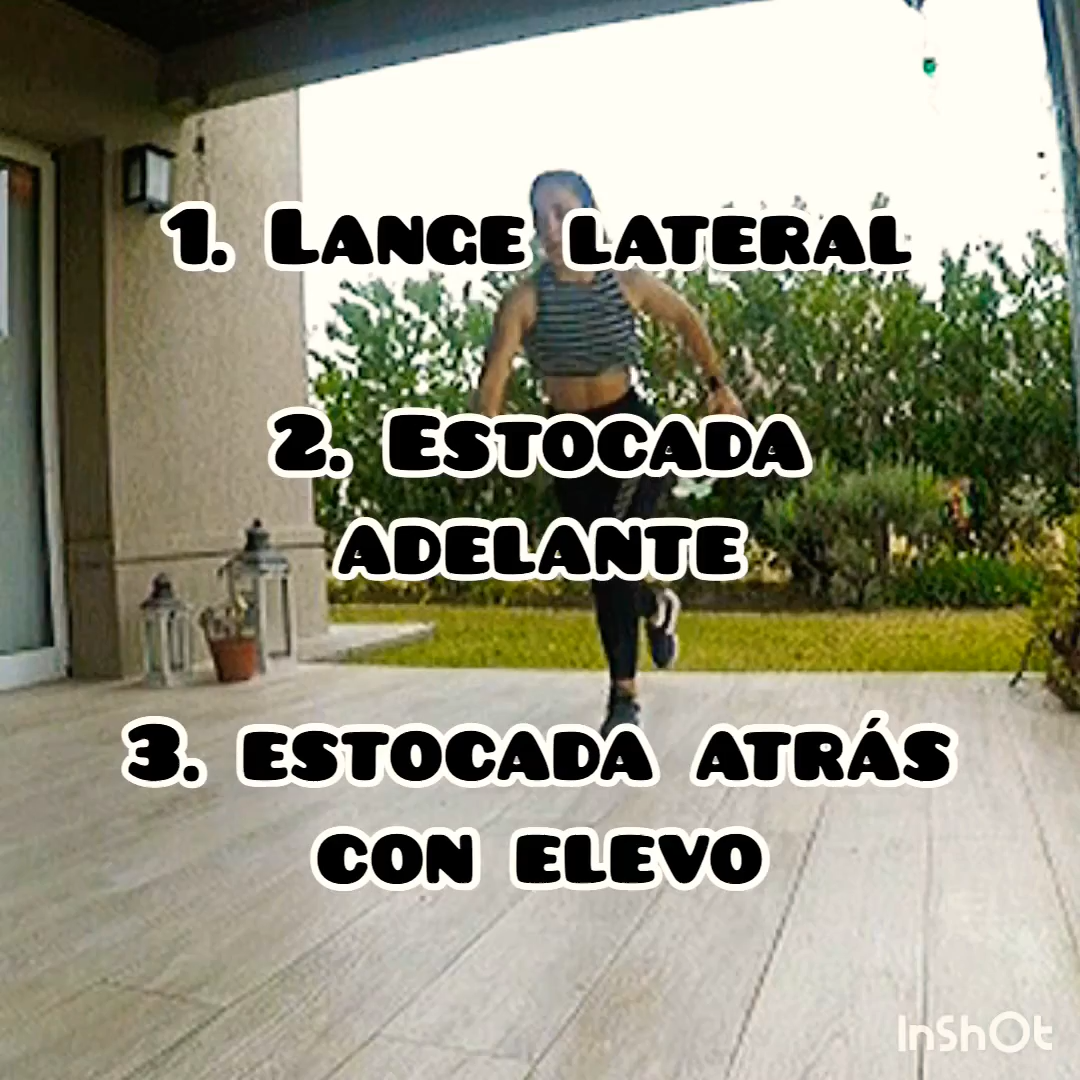 1. Lange lateral
2. Estocada
adelante
3. estocada atrás
con elevo
InShOt